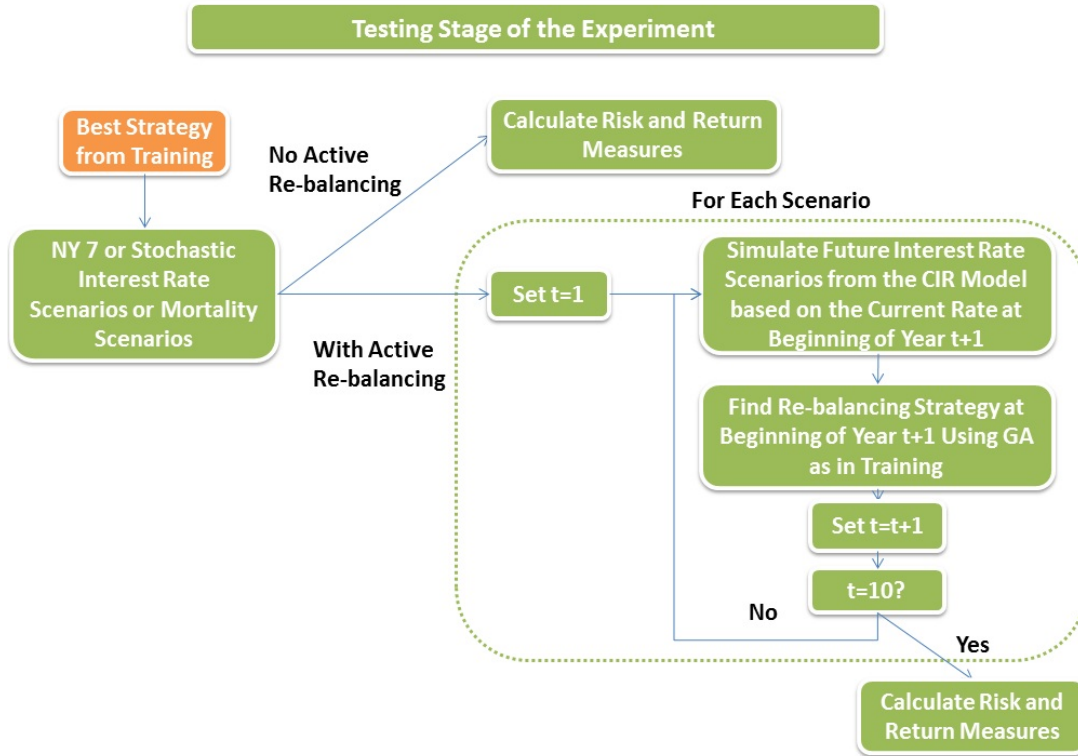 Testing Stage of the Experiment
Best Strategy
from Training
No Active
Re-balancing
Calculate Risk and Return
Measures
For Each Scenario
NY 7 or Stochastic
Interest Rate
Scenarios or Mortality
Scenarios
With Active
Re-balancing
Set t=1
Simulate Future Interest Rate
Scenarios from the CIR Model
based on the Current Rate at
Beginning of Year t+1
Find Re-balancing Strategy at
Beginning of Year t+1 Using GA
as in Training
Set t=t+1
t=10?
No
Yes
Calculate Risk and
Return Measures